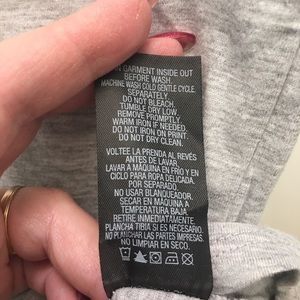 N GARMENT INSIDE OUT
BEFORE WASH.
MACHINE WASH COLD GENTLE CYCLE.
SEPARATELY
DO NOT BLEACH.
TUMBLE DRY LOW.
REMOVE PROMPTLY.
WARM IRON IF NEEDED.
DO NOT IRON ON PRINT.
DO NOT DRY CLEAN.
VOLTEE LA PRENDA AL REVÉS
ANTES DE LAVAR.
LAVAR A MÁQUINA EN FRÍO Y EN
CICLO PARA ROPA DELICADA.
POR SEPARADO.
NO USAR BLANQUEADOR.
SECAR EN MÁQUINA A
TEMPERATURA BAJA.
RETIRE INMEDIATAMENTE.
PLANCHA TIBIA SI ES NECESARIO.
NO PLANCHAR LAS PARTES IMPRESAS.
NO LIMPIAR EN SECO.